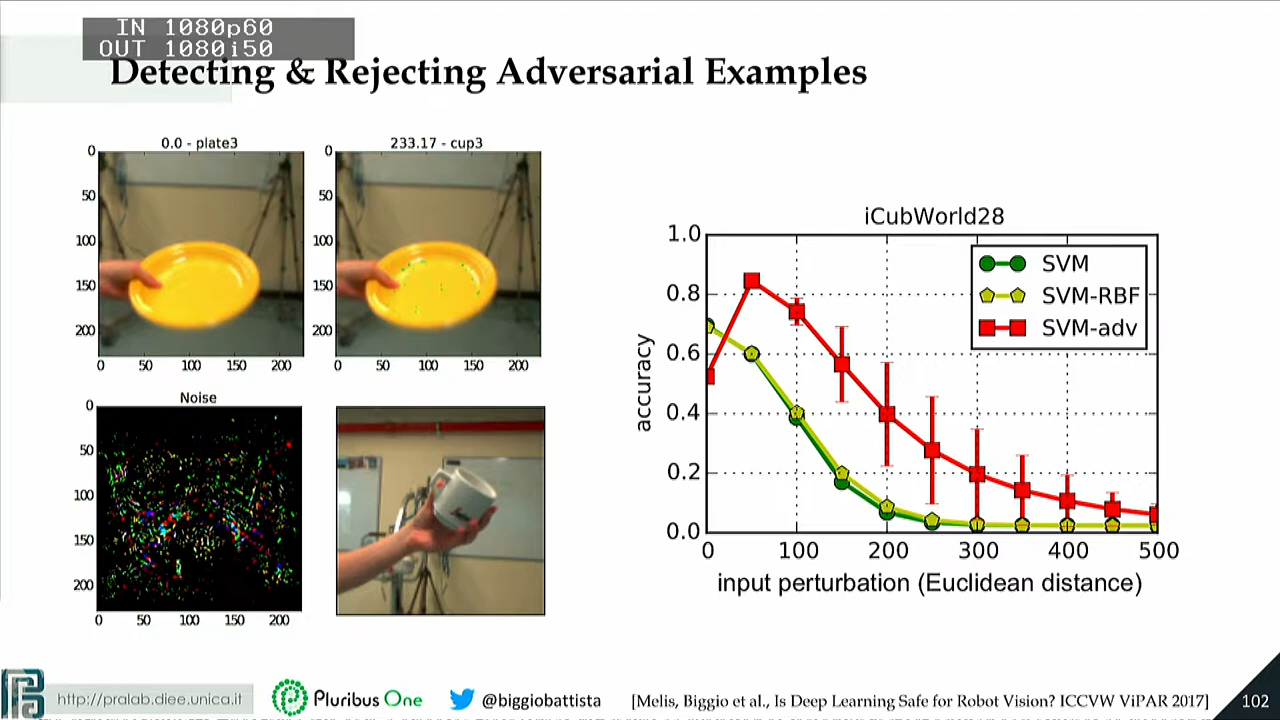 IN 1080p60
OUT 1080i50
Detecting & Rejecting Adversarial Examples
0.0 - plate3
233.17 - cup3
0
50
100
150
200
0 50 100 150 200
0
50
100
150
200
0 50 100 150 200
Noise
0
50
100
150
200
0 50 100 150 200
iCubWorld28
1.0
0.8
0.6
0.4
0.2
0.0
accuracy
SVM
SVM-RBF
SVM-adv
0 100 200 300 400 500
input perturbation (Euclidean distance)
http://pralab.diee.unica.it
Pluribus One
@biggiobattista
[Melis, Biggio et al., Is Deep Learning Safe for Robot Vision? ICCVW ViPAR 2017]
102